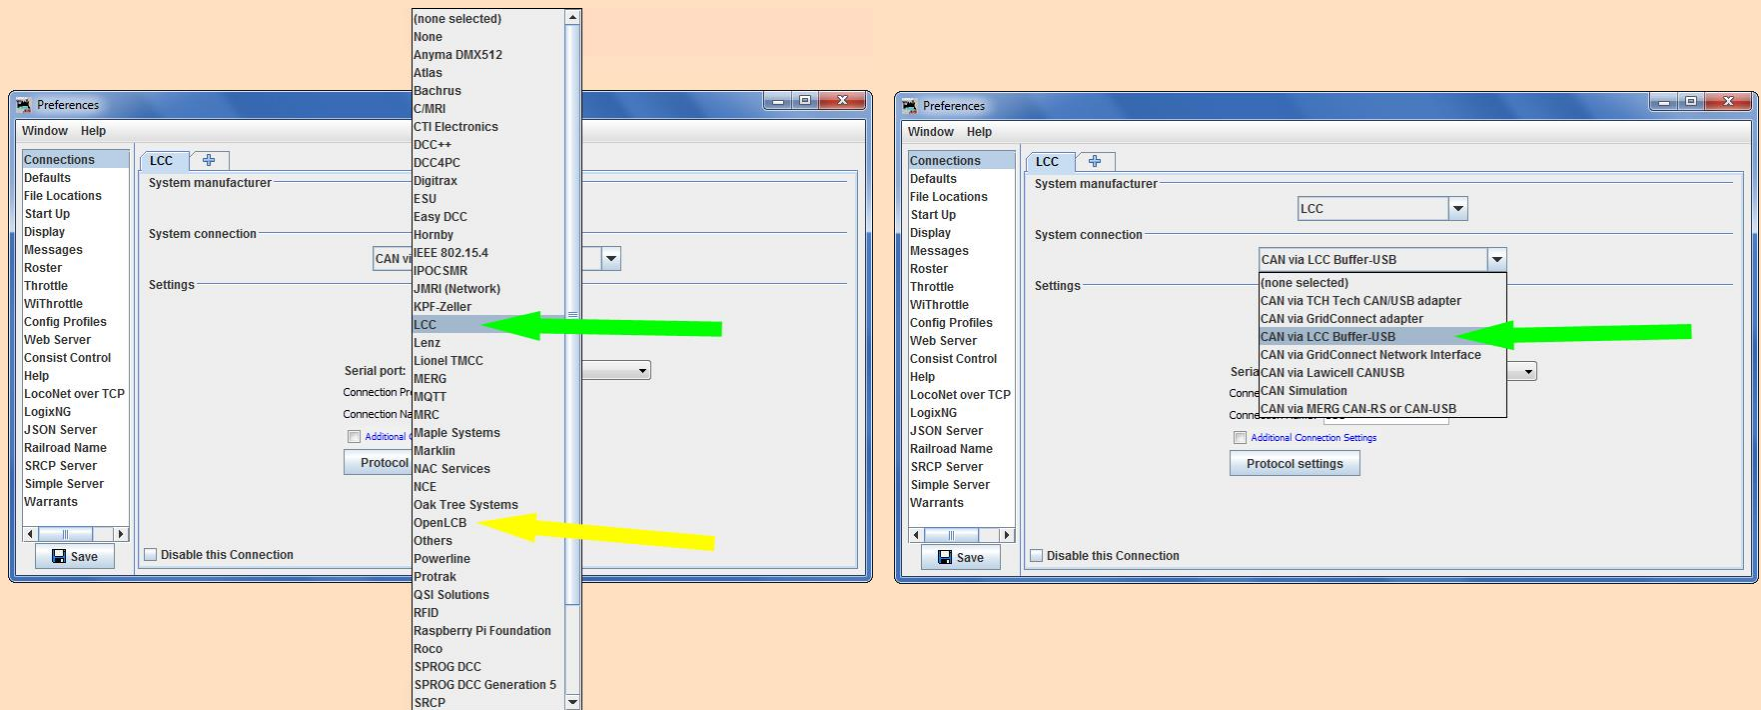 Preferences
Window Help
Connections
Defaults
File Locations
Start Up
Display
Messages
Roster
Throttle
WiThrottle
Config Profiles
Web Server
Consist Control
Help
LocoNet over TCP
LogixNG
JSON Server
Railroad Name
SRCP Server
Simple Server
Warrants
Save
LCC
System manufacturer
System connection
CAN vi
Settings
Serial port:
Connection Pr
Connection Na
Additional
Protocol
Disable this Connection
(none selected)
None
Anyma DMX512
Atlas
Bachrus
C/MRI
CTI Electronics
DCC++
DCC4PC
Digitrax
ESU
Easy DCC
Hornby
IEEE 802.15.4
IPOCSMR
JMRI (Network)
KPF-Zeller
LCC
Lenz
Lionel TMCC
MERG
MQTT
MRC
Maple Systems
Marklin
NAC Services
NCE
Oak Tree Systems
OpenLCB
Others
Powerline
Protrak
QSI Solutions
RFID
Raspberry Pi Foundation
Roco
SPROG DCC
SPROG DCC Generation 5
SRCP
Preferences
Window Help
Connections
Defaults
File Locations
Start Up
Display
Messages
Roster
Throttle
WiThrottle
Config Profiles
Web Server
Consist Control
Help
LocoNet over TCP
LogixNG
JSON Server
Railroad Name
SRCP Server
Simple Server
Warrants
Save
LCC
System manufacturer
LCC
System connection
CAN via LCC Buffer-USB
Settings
(none selected)
CAN via TCH Tech CAN/USB adapter
CAN via GridConnect adapter
CAN via LCC Buffer-USB
CAN via GridConnect Network Interface
CAN via Lawicell CANUSB
CAN Simulation
CAN via MERG CAN-RS or CAN-USB
Seria
Conne
Additional Connection Settings
Protocol settings
Disable this Connection